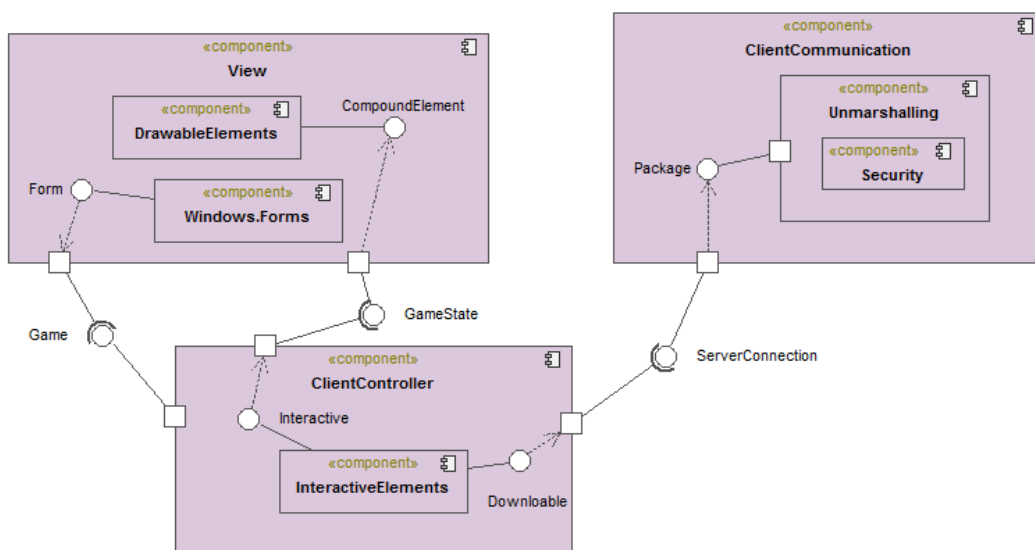 «component»
View
«component»
DrawableElements
CompoundElement
Form
«component»
Windows.Forms
«component»
ClientCommunication
«component»
Unmarshalling
«component»
Security
Package
Game
GameState
ServerConnection
«component»
ClientController
Interactive
«component»
InteractiveElements
Downloable